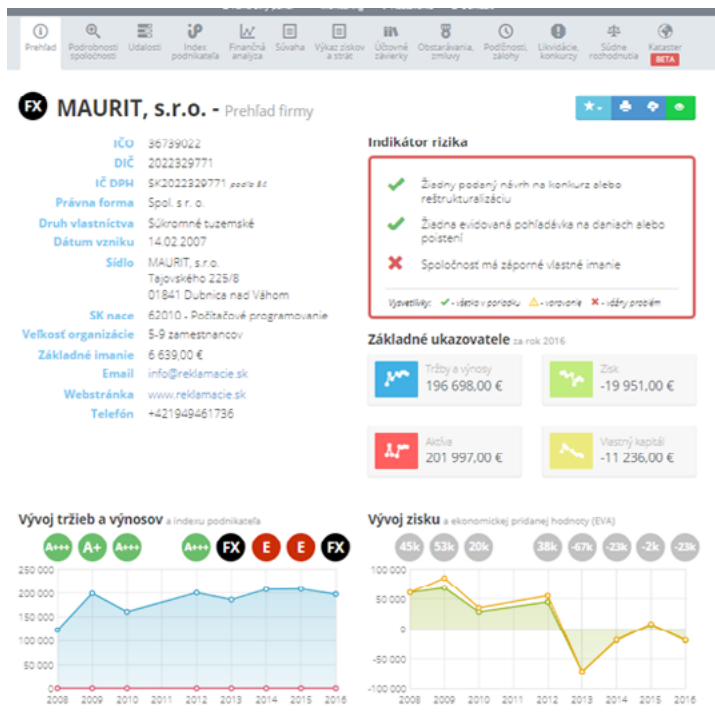 Prehľad
Podrobnosti spoločnosti
Udalosti
Index podnikateľa
Finančná analýza
Súvaha
Výkaz ziskov a strát
Účtovné závierky
Obstarávania, zmluvy
Podlžnosti, zálohy
Likvidácie, konkurzy
Súdne rozhodnutia
Kataster
BETA
FX MAURIT, s.r.o. - Prehľad firmy
IČO 36739022
DIČ 2022329771
IČ DPH SK2022329771 podľa §4
Právna forma Spol. s r. o.
Druh vlastníctva Súkromné tuzemské
Dátum vzniku 14.02.2007
Sídlo MAURIT, s.r.o.
Tajovského 225/8
01841 Dubnica nad Váhom
SK nace 62010 - Počítačové programovanie
Veľkosť organizácie 5-9 zamestnancov
Základné imanie 6 639,00 €
Email info@reklamacie.sk
Webstránka www.reklamacie.sk
Telefón +421949461736
Indikátor rizika
Žiadny podaný návrh na konkurz alebo
reštrukturalizáciu
Žiadna evidovaná pohľadávka na daniach alebo
poistení
Spoločnosť má záporné vlastné imanie
Vysvetlivky: - všetko v poriadku - varovanie - vážny problém
Základné ukazovatele za rok 2016
Tržby a výnosy
196 698,00 €
Zisk
-19 951,00 €
Aktíva
201 997,00 €
Vlastný kapitál
-11 236,00 €
Vývoj tržieb a výnosov a indexu podnikateľa
A+++ A+ A+++ A+++ FX E E FX
250 000
200 000
150 000
100 000
50 000
0
2008 2009 2010 2011 2012 2013 2014 2015 2016
Vývoj zisku a ekonomickej pridanej hodnoty (EVA)
45k 53k 20k 38k -67k -23k -2k -23k
100 000
50 000
0
-50 000
-100 000
2008 2009 2010 2011 2012 2013 2014 2015 2016